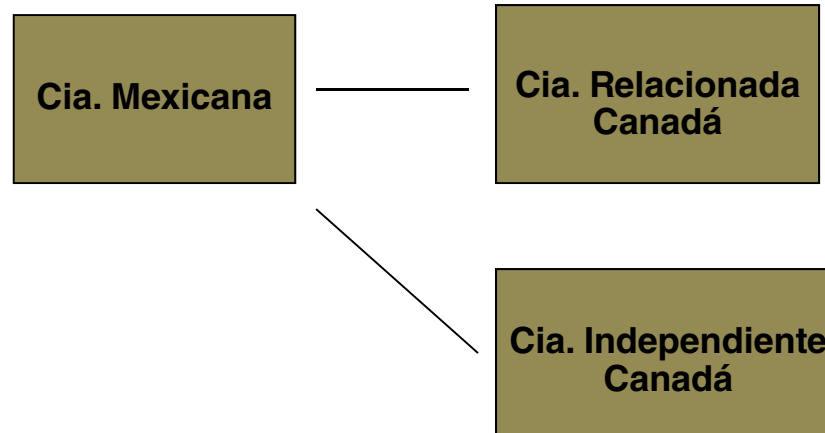 Cia. Mexicana
Cia. Relacionada
Canadá
Cia. Independiente
Canadá